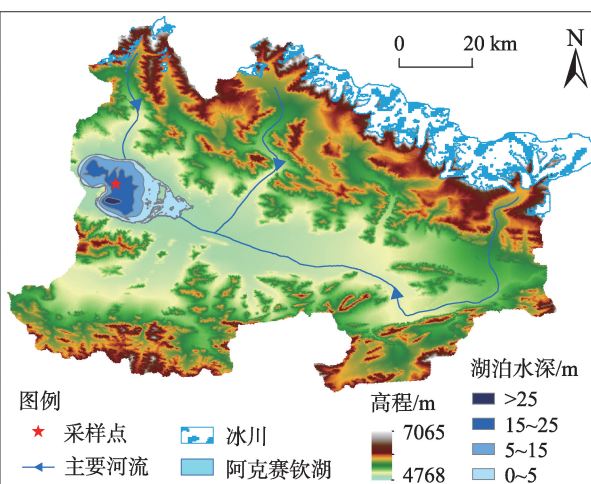 0 20 km
N
图例
采样点
冰川
主要河流
阿克赛钦湖
高程/m
7065
4768
湖泊水深/m
>25
15~25
5~15
0~5